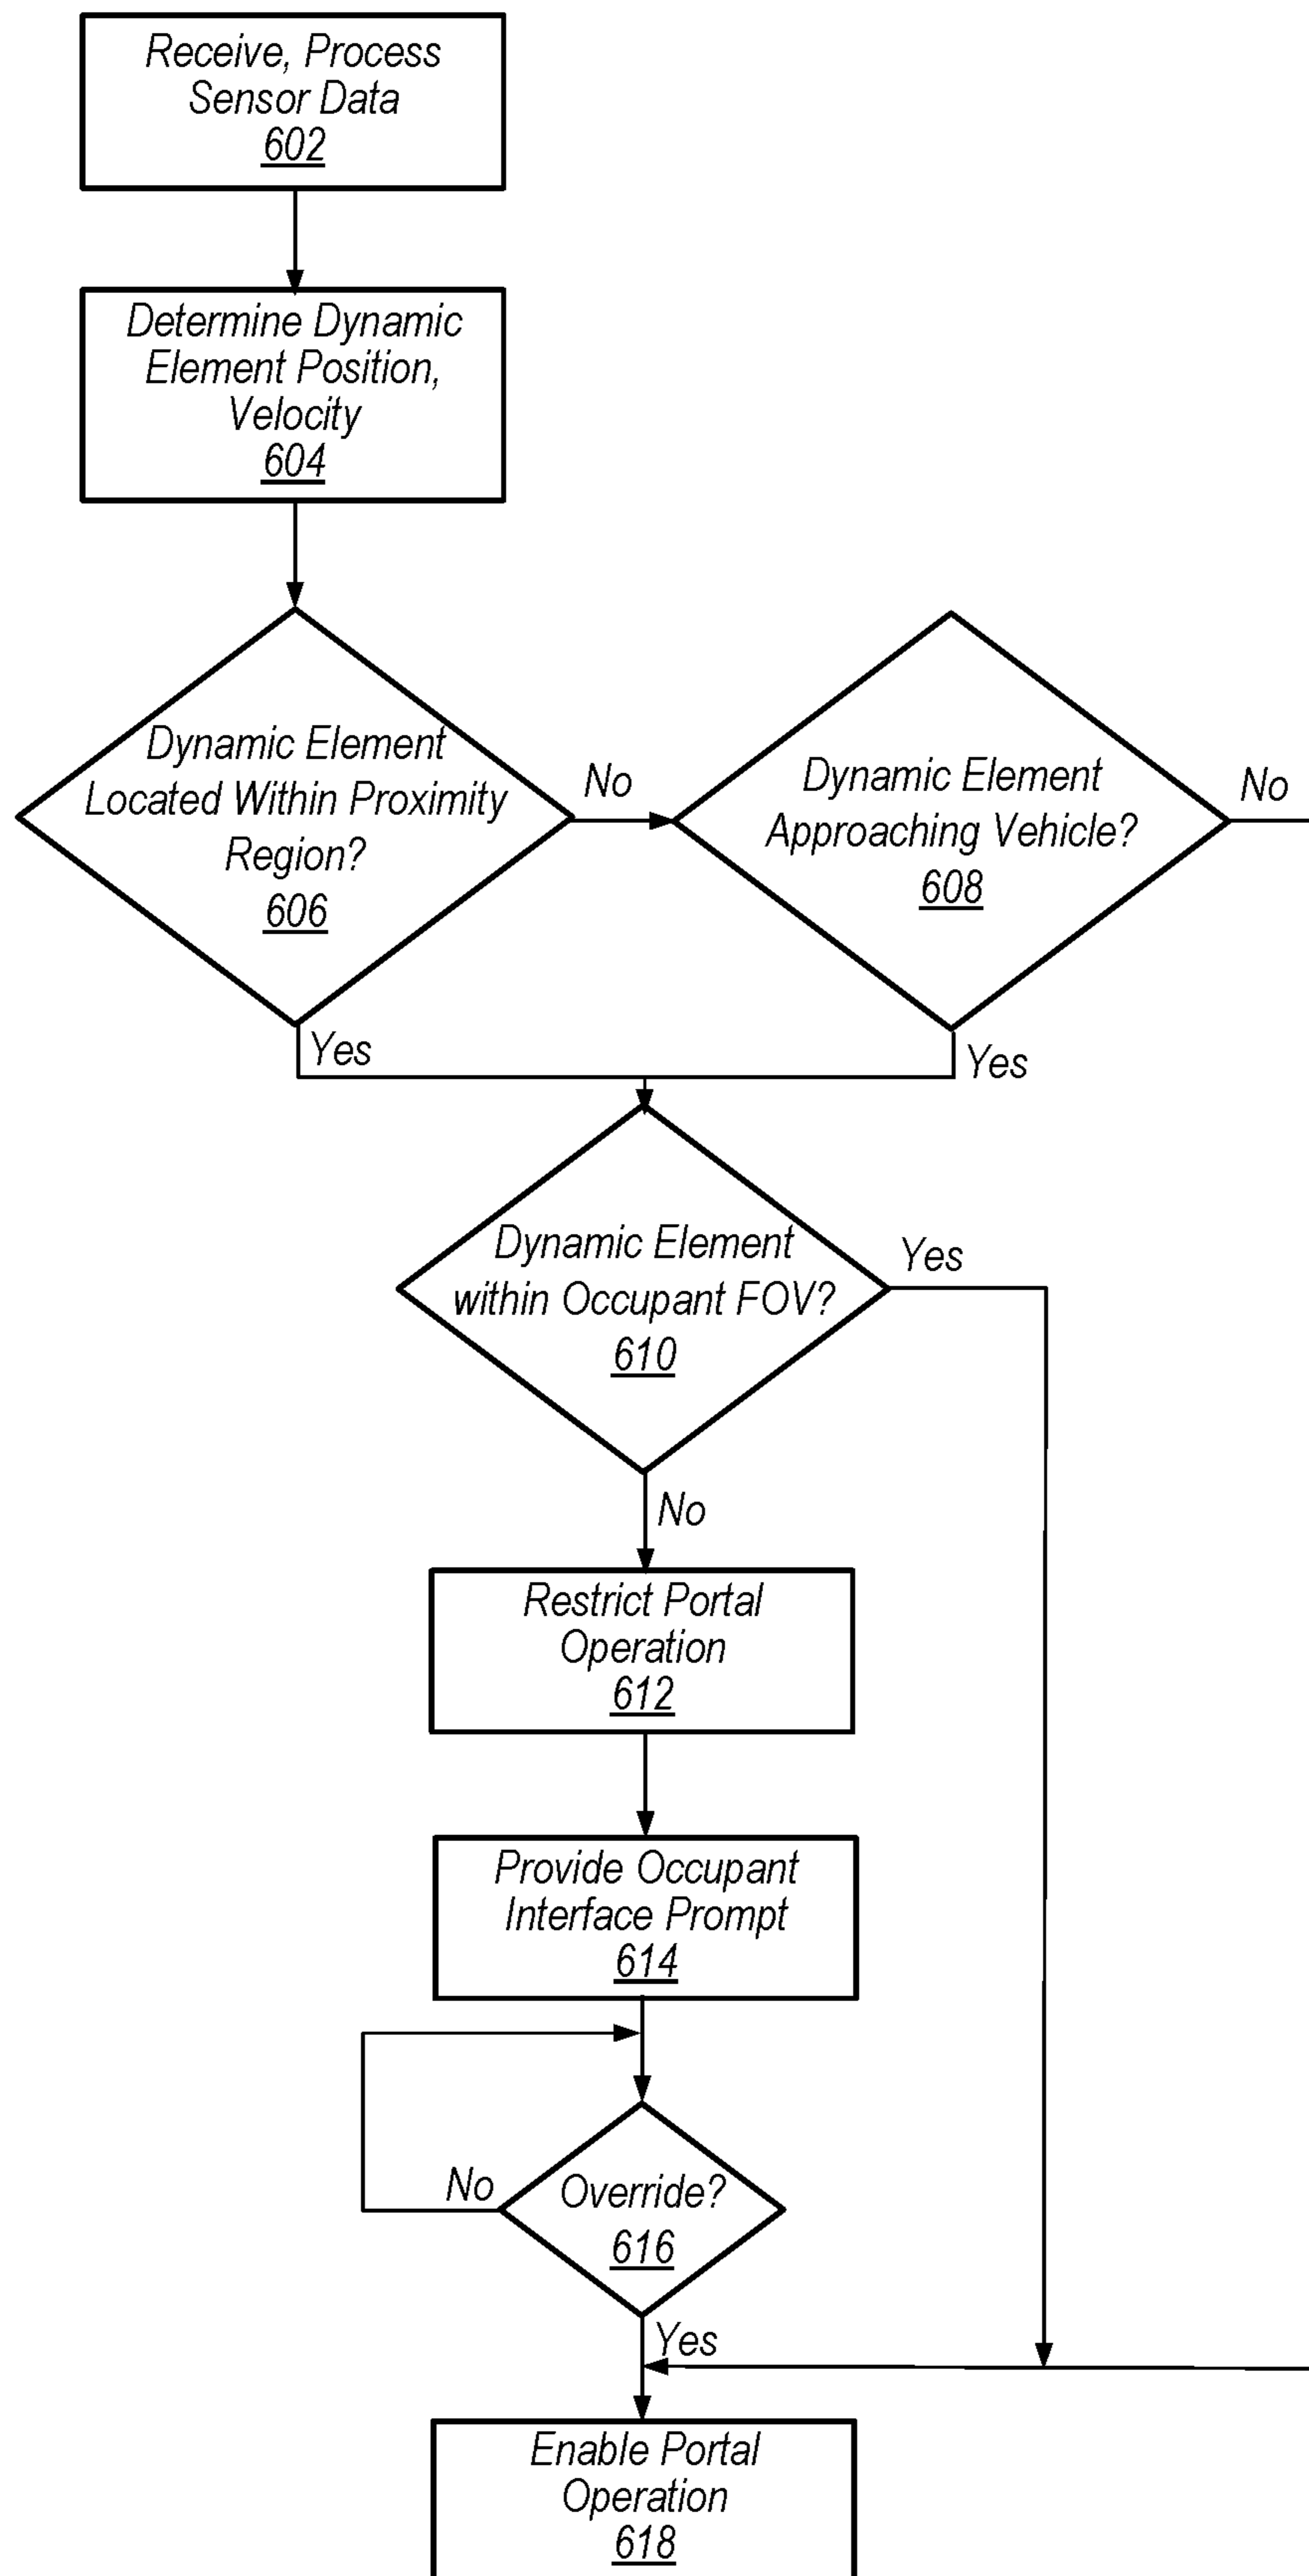 Receive, Process
Sensor Data
602
Determine Dynamic
Element Position,
Velocity
604
Dynamic Element
Located Within Proximity
Region?
606
No
Dynamic Element
Approaching Vehicle?
608
No
Yes
Yes
Dynamic Element
within Occupant FOV?
610
Yes
No
Restrict Portal
Operation
612
Provide Occupant
Interface Prompt
614
No
Override?
616
Yes
Enable Portal
Operation
618